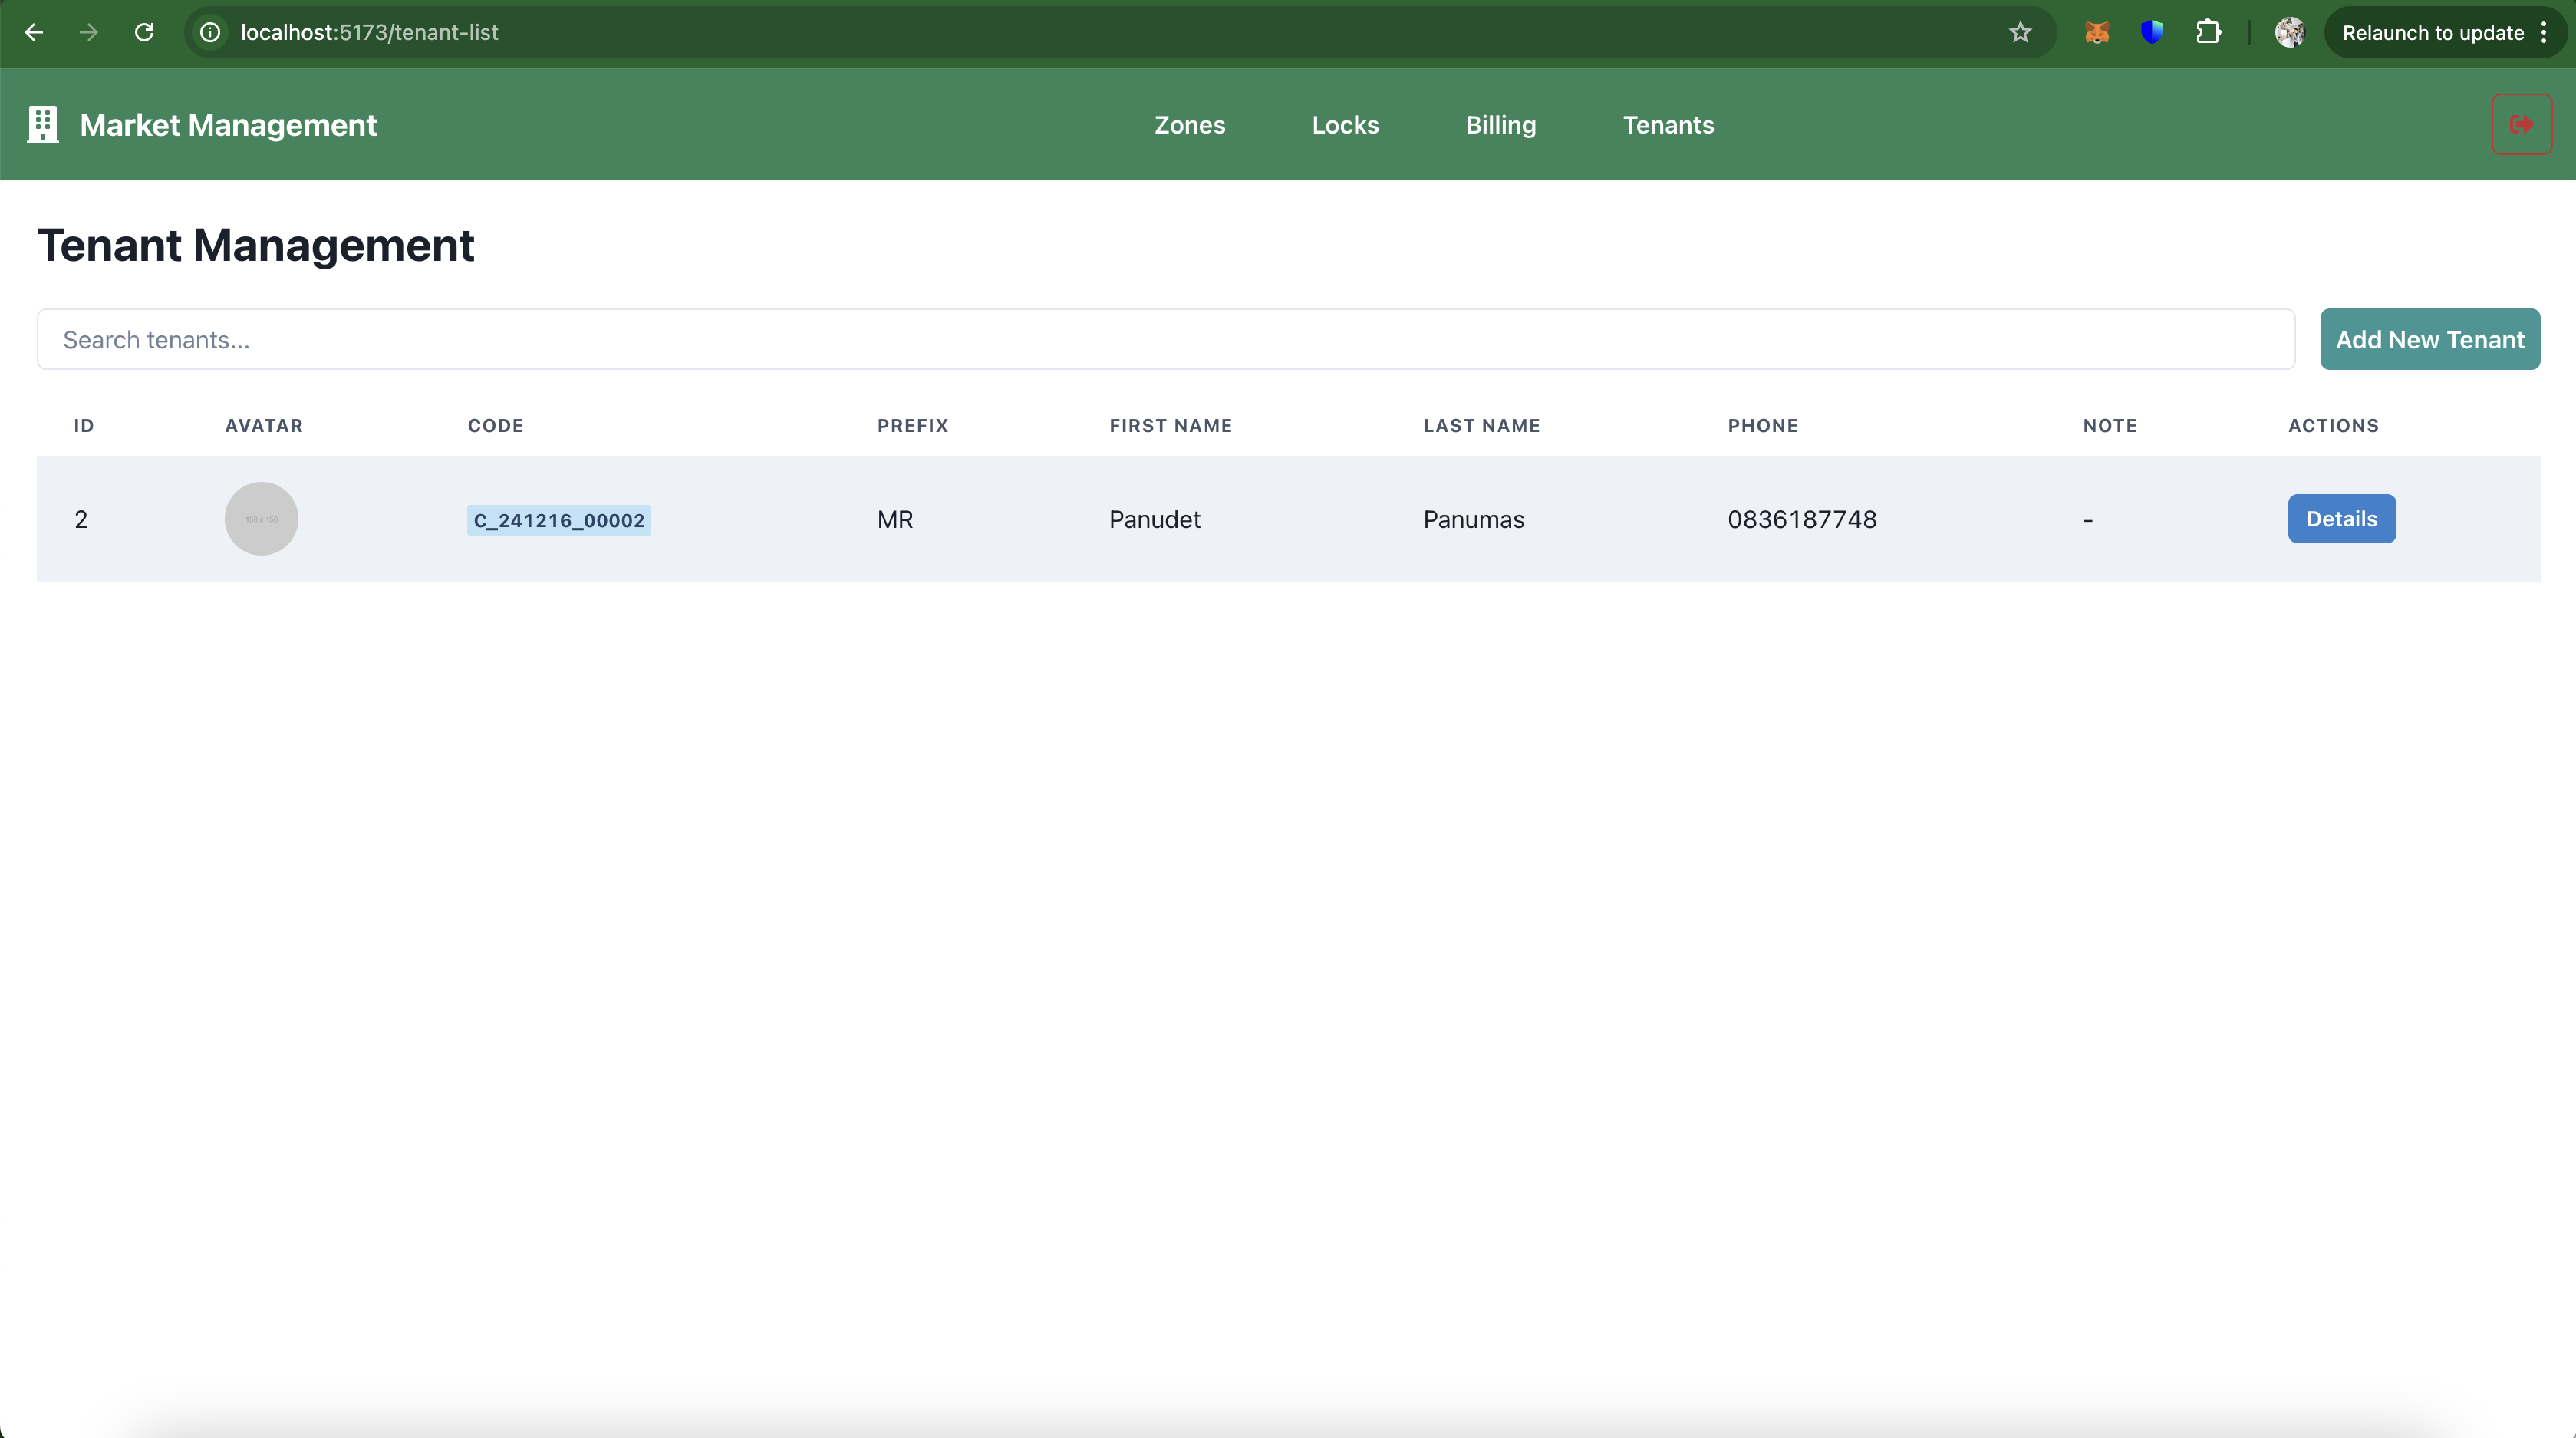 localhost:5173/tenant-list
Relaunch to update
Market Management
Zones
Locks
Billing
Tenants
Tenant Management
Search tenants...
Add New Tenant
ID AVATAR CODE PREFIX FIRST NAME LAST NAME PHONE NOTE ACTIONS
2 150 x 150 C_241216_00002 MR Panudet Panumas 0836187748 - Details